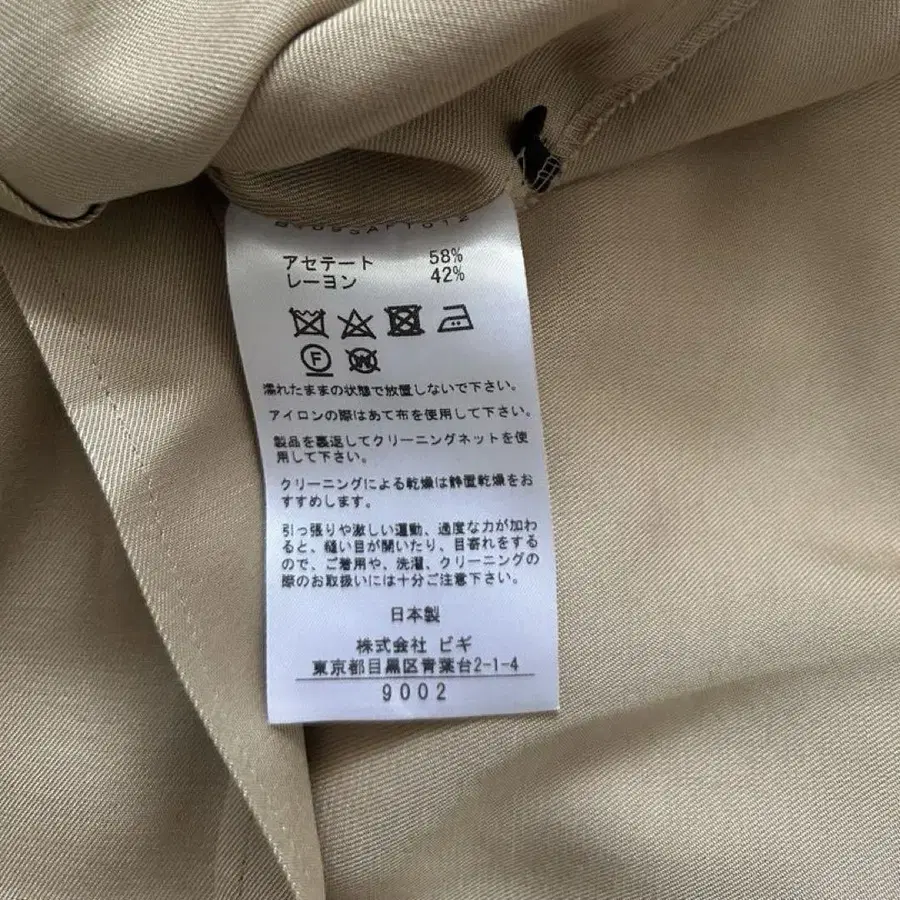 アセテート 58%
レーヨン 42%
F W
濡れたままの状態で放置しないで下さい。
アイロンの際はあて布を使用して下さい。
製品を裏返してクリーニングネットを使
用して下さい。
クリーニングによる乾燥は静置乾燥をお
すすめします。
引っ張りや激しい運動、過度な力が加わ
ると、縫い目が開いたり、目寄れをする
ので、ご着用や、洗濯、クリーニングの
際のお取扱いには十分ご注意下さい。
日本製
株式会社 ビギ
東京都目黒区青葉台2-1-4
9002